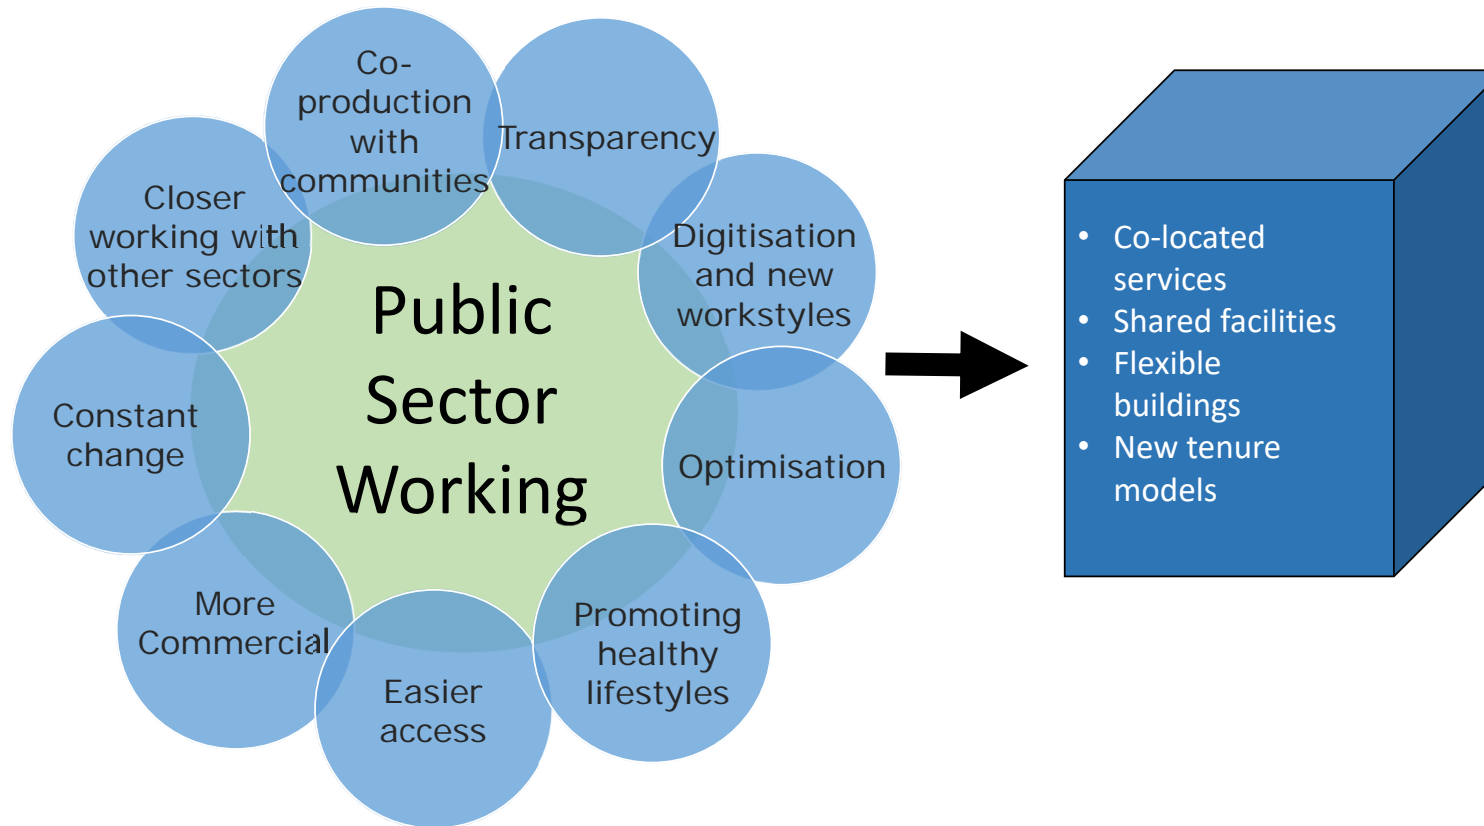 Co-
production
with
communities
Transparency
Digitisation
and new
workstyles
Optimisation
Promoting
healthy
lifestyles
Easier
access
More
Commercial
Constant
change
Closer
working with
other sectors
Public
Sector
Working
• Co-located
services
• Shared facilities
• Flexible
buildings
• New tenure
models